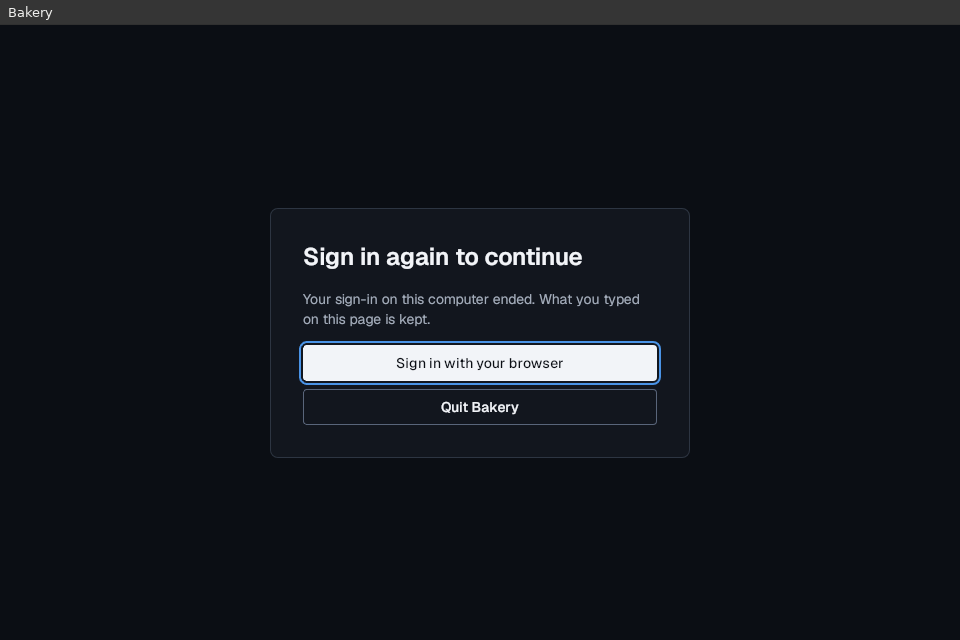 Bakery
Sign in again to continue
Your sign-in on this computer ended. What you typed
on this page is kept.
Sign in with your browser
Quit Bakery